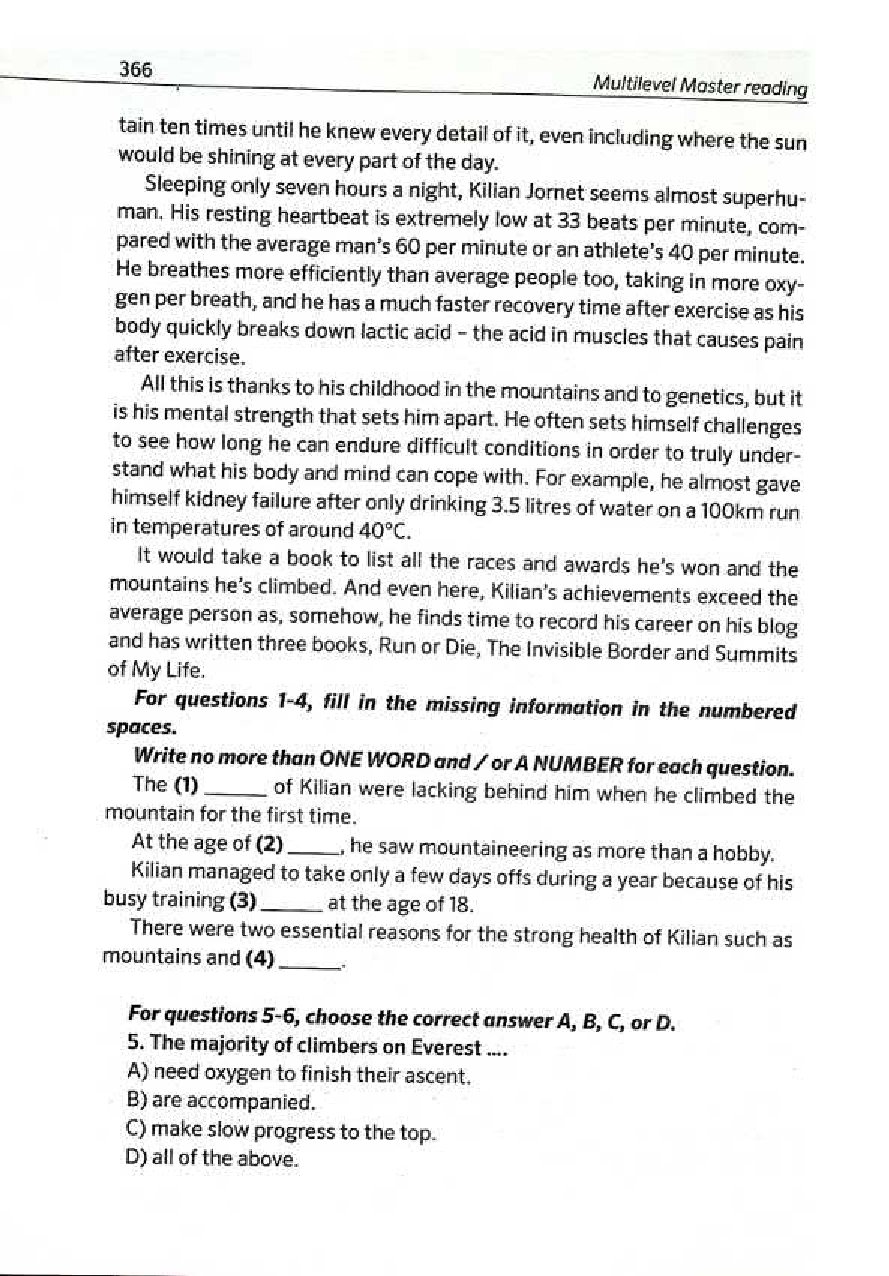 366
Multilevel Master reading
tain ten times until he knew every detail of it, even including where the sun
would be shining at every part of the day.
Sleeping only seven hours a night, Kilian Jornet seems almost superhu-
man. His resting heartbeat is extremely low at 33 beats per minute, com-
pared with the average man's 60 per minute or an athlete's 40 per minute.
He breathes more efficiently than average people too, taking in more oxy-
gen per breath, and he has a much faster recovery time after exercise as his
body quickly breaks down lactic acid – the acid in muscles that causes pain
after exercise.
All this is thanks to his childhood in the mountains and to genetics, but it
is his mental strength that sets him apart. He often sets himself challenges
to see how long he can endure difficult conditions in order to truly under-
stand what his body and mind can cope with. For example, he almost gave
himself kidney failure after only drinking 3.5 litres of water on a 100km run
in temperatures of around 40°C.
It would take a book to list all the races and awards he's won and the
mountains he's climbed. And even here, Kilian's achievements exceed the
average person as, somehow, he finds time to record his career on his blog
and has written three books, Run or Die, The Invisible Border and Summits
of My Life.
For questions 1-4, fill in the missing information in the numbered
spaces.
Write no more than ONE WORD and / or A NUMBER for each question.
The (1) ______ of Kilian were lacking behind him when he climbed the
mountain for the first time.
At the age of (2) _____, he saw mountaineering as more than a hobby.
Kilian managed to take only a few days offs during a year because of his
busy training (3) ______ at the age of 18.
There were two essential reasons for the strong health of Kilian such as
mountains and (4) ______.
For questions 5-6, choose the correct answer A, B, C, or D.
5. The majority of climbers on Everest ....
A) need oxygen to finish their ascent.
B) are accompanied.
C) make slow progress to the top.
D) all of the above.